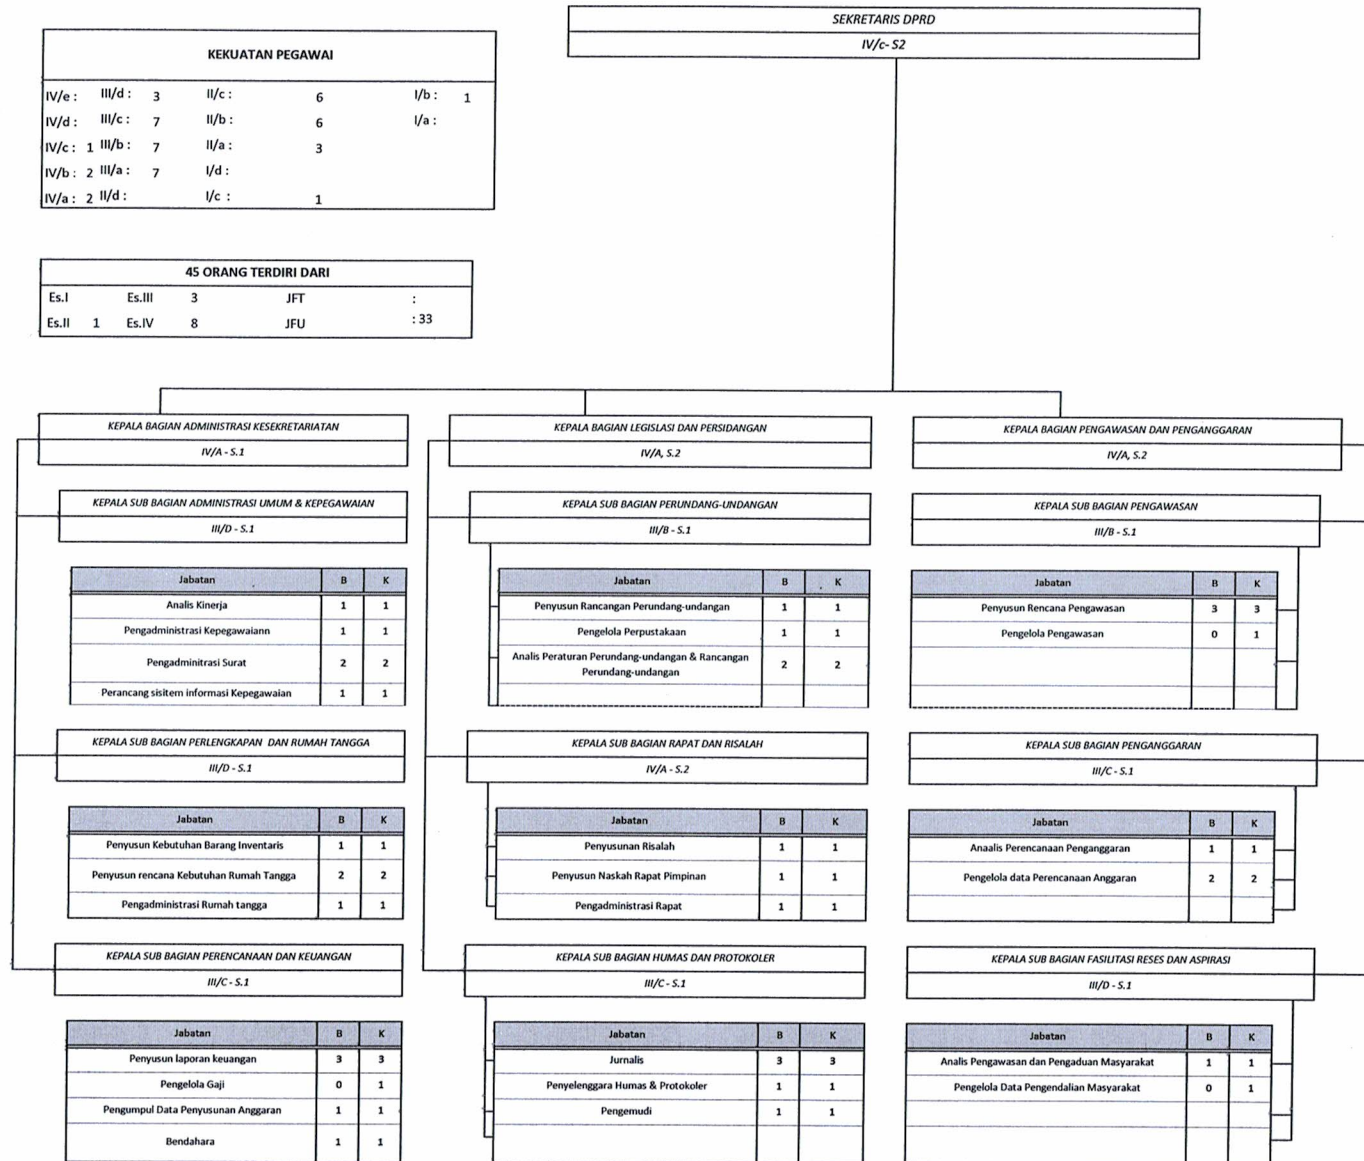 SEKRETARIS DPRD
IV/c- S2
KEKUATAN PEGAWAI
IV/e : III/d : 3 II/c : 6 I/b : 1
IV/d : III/c : 7 II/b : 6 I/a :
IV/c : 1 III/b : 7 II/a : 3
IV/b : 2 III/a : 7 I/d :
IV/a : 2 II/d : I/c : 1
45 ORANG TERDIRI DARI
Es.I Es.III 3 JFT :
Es.II 1 Es.IV 8 JFU : 33
KEPALA BAGIAN ADMINISTRASI KESEKRETARIATAN
IV/A - S.1
KEPALA SUB BAGIAN ADMINISTRASI UMUM & KEPEGAWAIAN
III/D - S.1
Jabatan B K
Analis Kinerja 1 1
Pengadministrasi Kepegawaiann 1 1
Pengadminitrasi Surat 2 2
Perancang sisitem informasi Kepegawaian 1 1
KEPALA SUB BAGIAN PERLENGKAPAN DAN RUMAH TANGGA
III/D - S.1
Jabatan B K
Penyusun Kebutuhan Barang Inventaris 1 1
Penyusun rencana Kebutuhan Rumah Tangga 2 2
Pengadministrasi Rumah tangga 1 1
KEPALA SUB BAGIAN PERENCANAAN DAN KEUANGAN
III/C - S.1
Jabatan B K
Penyusun laporan keuangan 3 3
Pengelola Gaji 0 1
Pengumpul Data Penyusunan Anggaran 1 1
Bendahara 1 1
KEPALA BAGIAN LEGISLASI DAN PERSIDANGAN
IV/A, S.2
KEPALA SUB BAGIAN PERUNDANG-UNDANGAN
III/B - S.1
Jabatan B K
Penyusun Rancangan Perundang-undangan 1 1
Pengelola Perpustakaan 1 1
Analis Peraturan Perundang-undangan & Rancangan
Perundang-undangan 2 2
KEPALA SUB BAGIAN RAPAT DAN RISALAH
IV/A - S.2
Jabatan B K
Penyusunan Risalah 1 1
Penyusun Naskah Rapat Pimpinan 1 1
Pengadministrasi Rapat 1 1
KEPALA SUB BAGIAN HUMAS DAN PROTOKOLER
III/C - S.1
Jabatan B K
Jurnalis 3 3
Penyelenggara Humas & Protokoler 1 1
Pengemudi 1 1
KEPALA BAGIAN PENGAWASAN DAN PENGANGGARAN
IV/A, S.2
KEPALA SUB BAGIAN PENGAWASAN
III/B - S.1
Jabatan B K
Penyusun Rencana Pengawasan 3 3
Pengelola Pengawasan 0 1
KEPALA SUB BAGIAN PENGANGGARAN
III/C - S.1
Jabatan B K
Anaalis Perencanaan Penganggaran 1 1
Pengelola data Perencanaan Anggaran 2 2
KEPALA SUB BAGIAN FASILITASI RESES DAN ASPIRASI
III/D - S.1
Jabatan B K
Analis Pengawasan dan Pengaduan Masyarakat 1 1
Pengelola Data Pengendalian Masyarakat 0 1